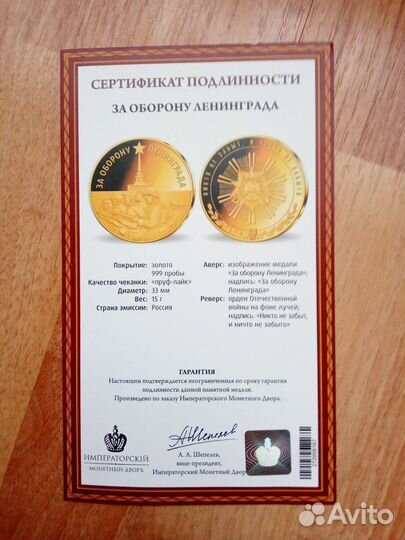 СЕРТИФИКАТ ПОДЛИННОСТИ
ЗА ОБОРОНУ ЛЕНИНГРАДА
ЗА ОБОРОНУ ЛЕНИНГРАДА
НИКТО НЕ ЗАБЫТ, И НИЧТО НЕ ЗАБЫТО
Покрытие: золото
999 пробы
Качество чеканки: «пруф-лайк»
Диаметр: 33 мм
Вес: 15 г
Страна эмиссии: Россия
Аверс: изображение медали
«За оборону Ленинграда»;
надпись: «За оборону
Ленинграда»
Реверс: орден Отечественной
войны на фоне лучей;
надпись: «Никто не забыт,
и ничто не забыто»
ГАРАНТИЯ
Настоящим подтверждается неограниченная по сроку гарантия
подлинности данной памятной медали.
Произведено по заказу Императорского Монетного Двора.
ИМПЕРАТОРСКІЙ
МОНЕТНЫЙ ДВОРЪ
А. А. Шепелев,
вице-президент,
Императорский Монетный Двор
Avito